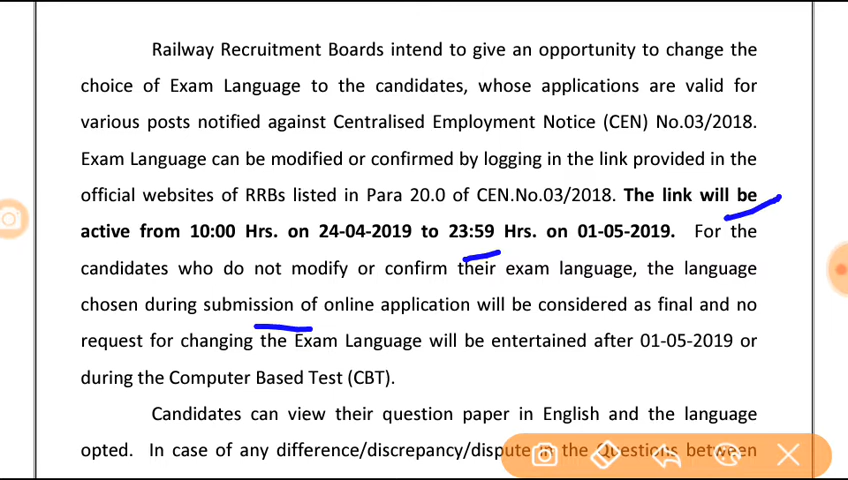 Railway Recruitment Boards intend to give an opportunity to change the
choice of Exam Language to the candidates, whose applications are valid for
various posts notified against Centralised Employment Notice (CEN) No.03/2018.
Exam Language can be modified or confirmed by logging in the link provided in the
official websites of RRBs listed in Para 20.0 of CEN.No.03/2018. The link will be
active from 10:00 Hrs. on 24-04-2019 to 23:59 Hrs. on 01-05-2019. For the
candidates who do not modify or confirm their exam language, the language
chosen during submission of online application will be considered as final and no
request for changing the Exam Language will be entertained after 01-05-2019 or
during the Computer Based Test (CBT).
Candidates can view their question paper in English and the language
opted. In case of any difference/discrepancy/dispute in the Questions between